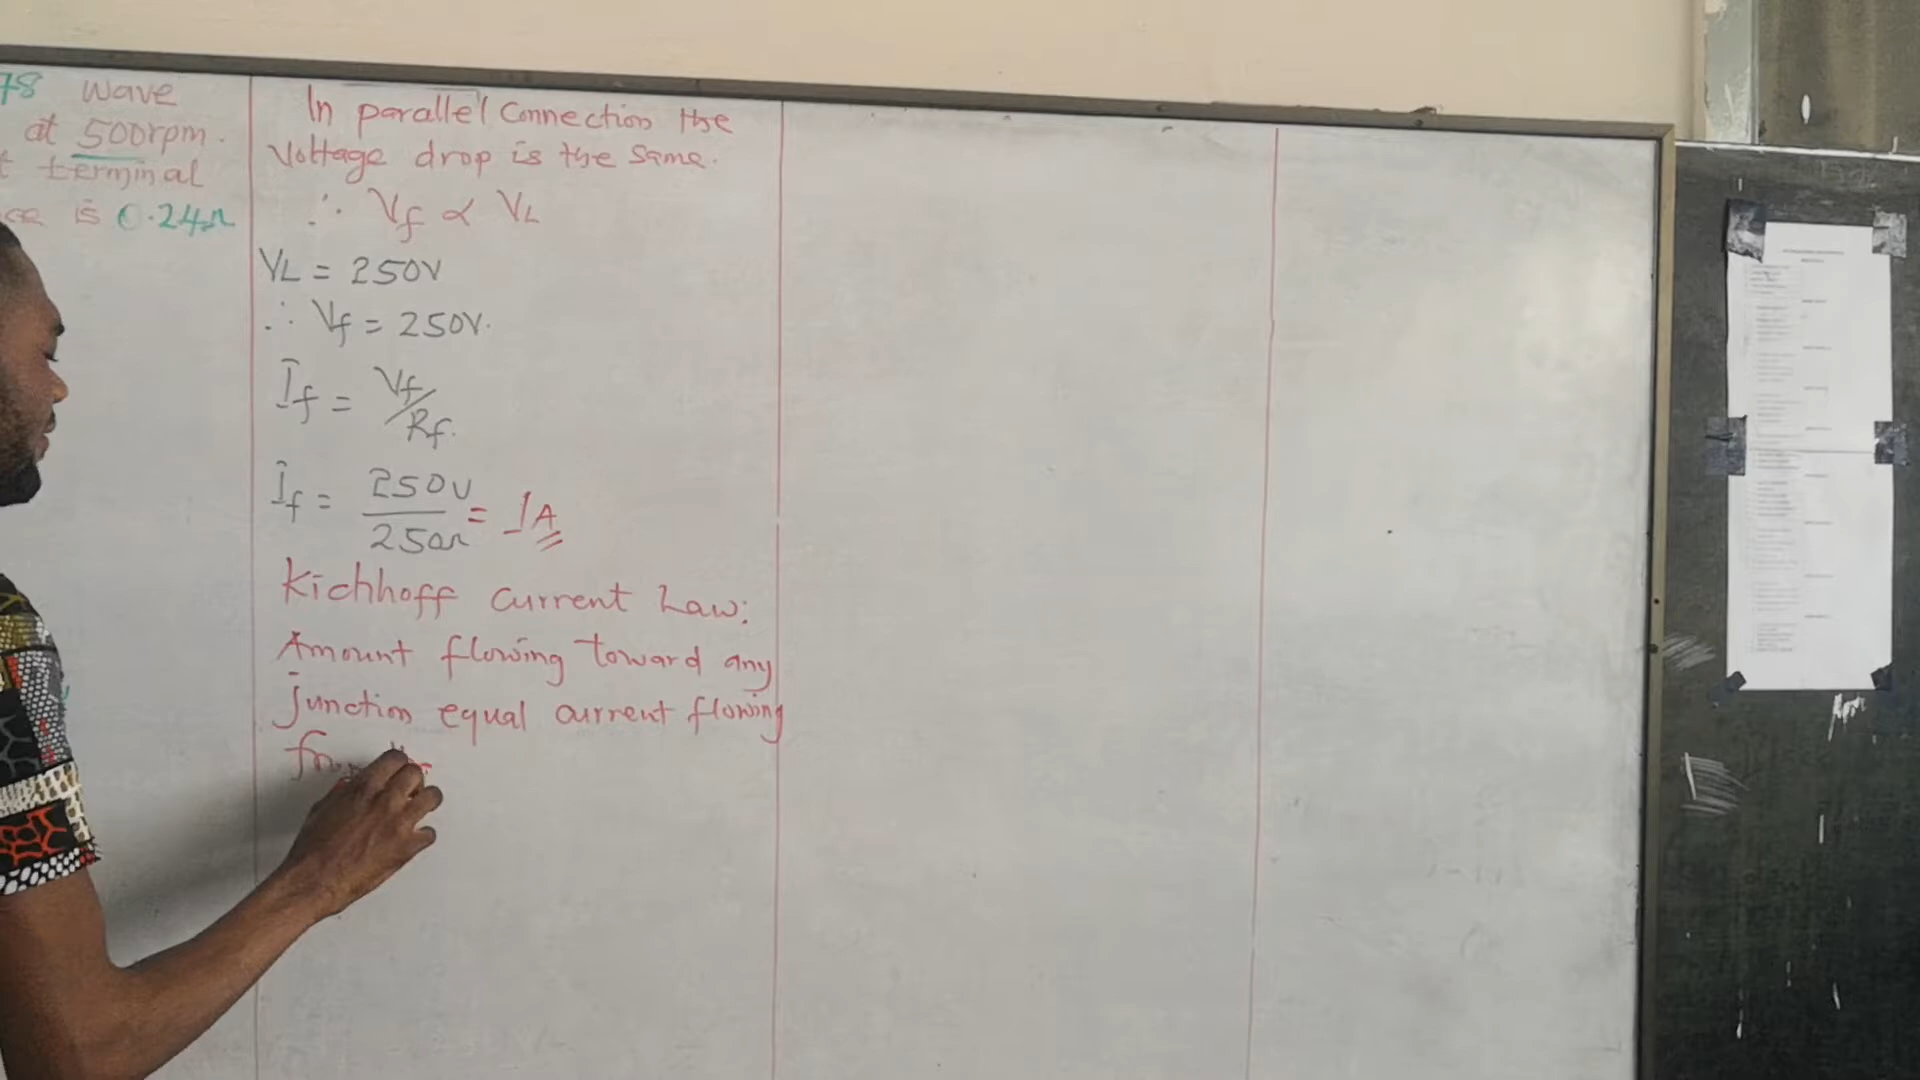 78 wave
at 500rpm.
terminal
is 0.24Ω
In parallel connection the
Voltage drop is the same.
∴ Vf ∝ VL
VL = 250V
∴ Vf = 250V.
If = Vf/Rf.
If = 250V/250Ω = 1A
Kichhoff current Law:
Amount flowing toward any
junction equal current flowing